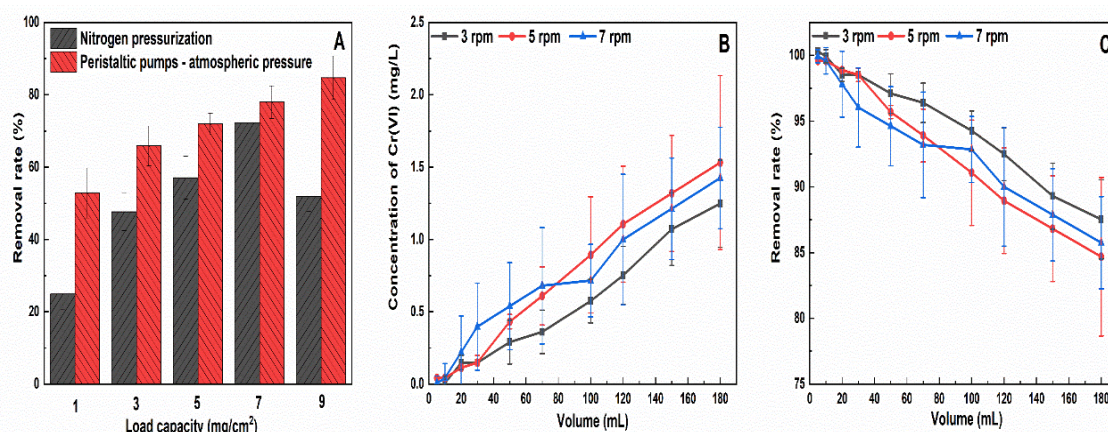 A
Nitrogen pressurization
Peristaltic pumps - atmospheric pressure
Removal rate (%)
100
80
60
40
20
0
1 3 5 7 9
Load capacity (mg/cm²)
B
3 rpm 5 rpm 7 rpm
Concentration of Cr(VI) (mg/L)
2.5
2.0
1.5
1.0
0.5
0.0
0 20 40 60 80 100 120 140 160 180
Volume (mL)
C
3 rpm 5 rpm 7 rpm
Removal rate (%)
100
95
90
85
80
75
0 20 40 60 80 100 120 140 160 180
Volume (mL)